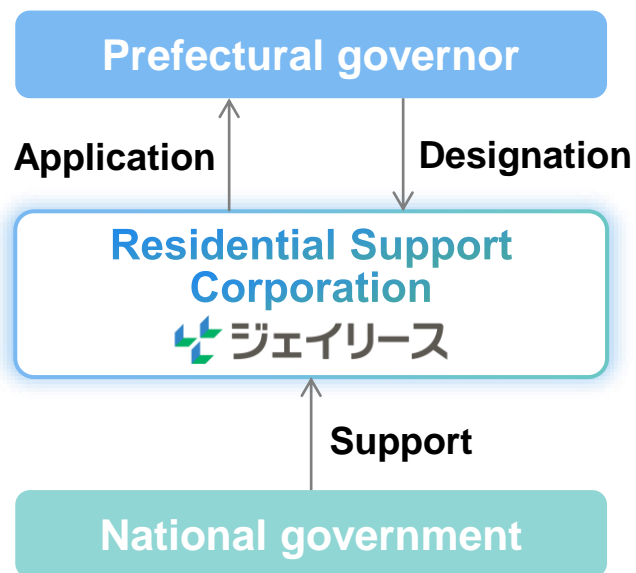 Prefectural governor
Application
Designation
Residential Support
Corporation
ジェイリース
Support
National government